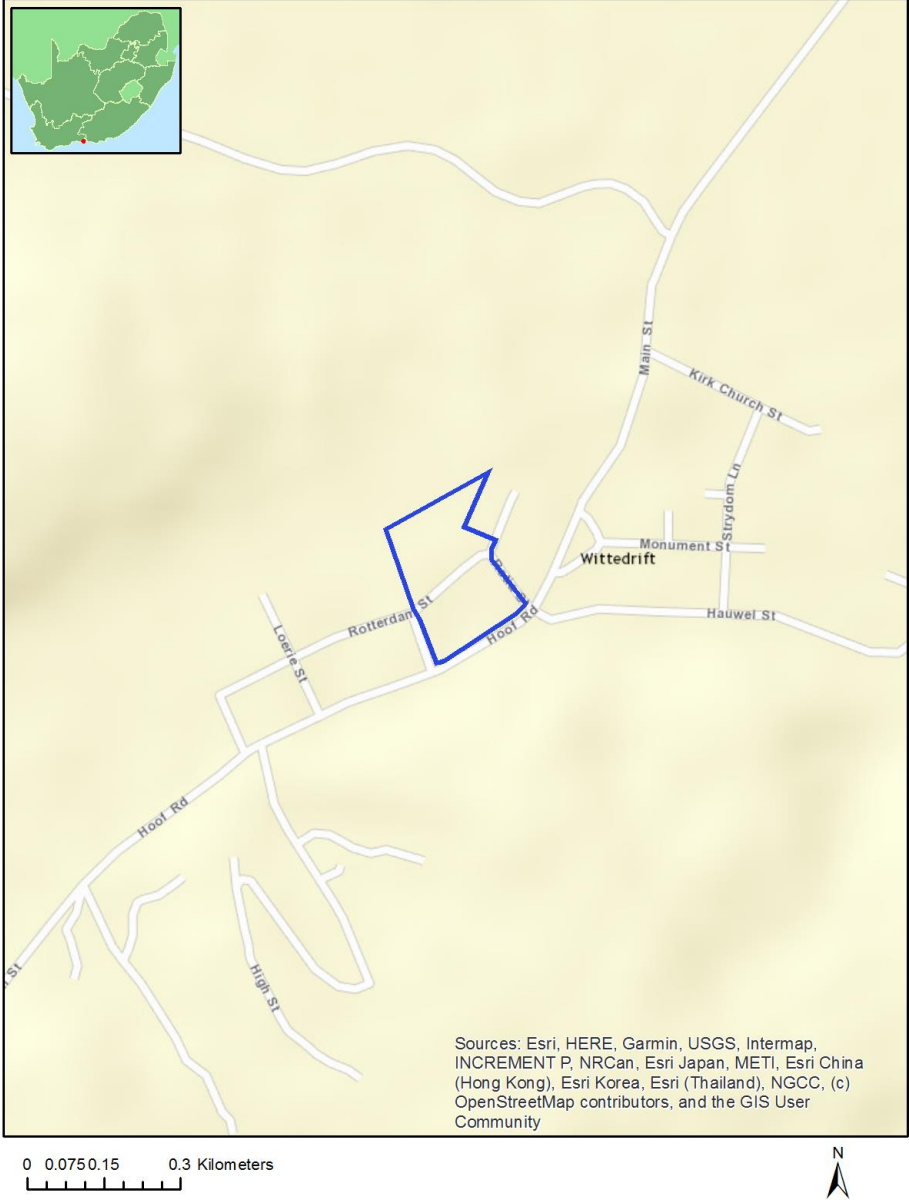 Main St
Kirk Church St
Strydom Ln
Monument St
Wittedrift
Hauwel St
Hoof Rd
Rotterdam St
Loerie St
Hoof Rd
High St
St
Sources: Esri, HERE, Garmin, USGS, Intermap,
INCREMENT P, NRCan, Esri Japan, METI, Esri China
(Hong Kong), Esri Korea, Esri (Thailand), NGCC, (c)
OpenStreetMap contributors, and the GIS User
Community
0 0.075 0.15 0.3 Kilometers
N